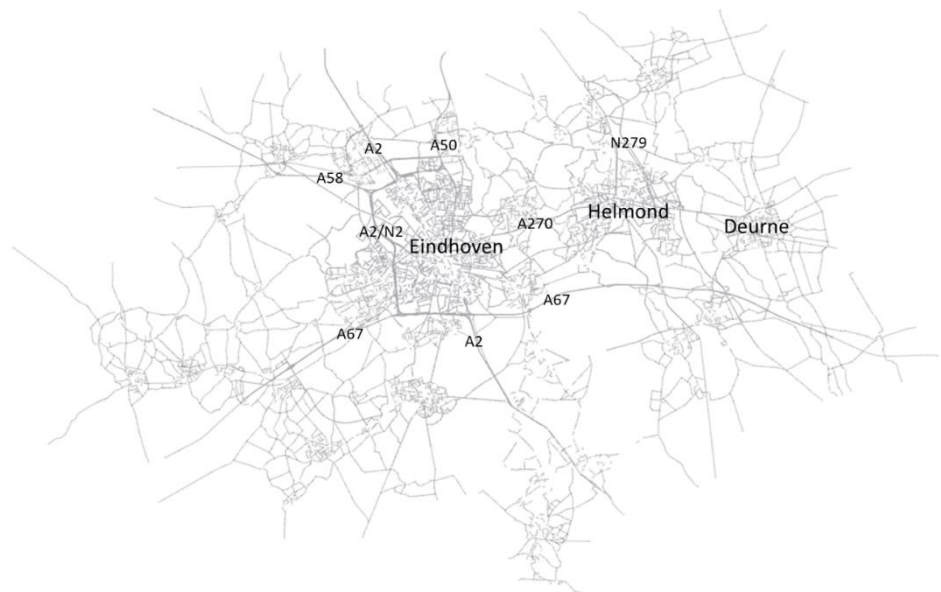 A2
A50
N279
A58
Helmond
A270
Deurne
A2/N2
Eindhoven
A67
A67
A2